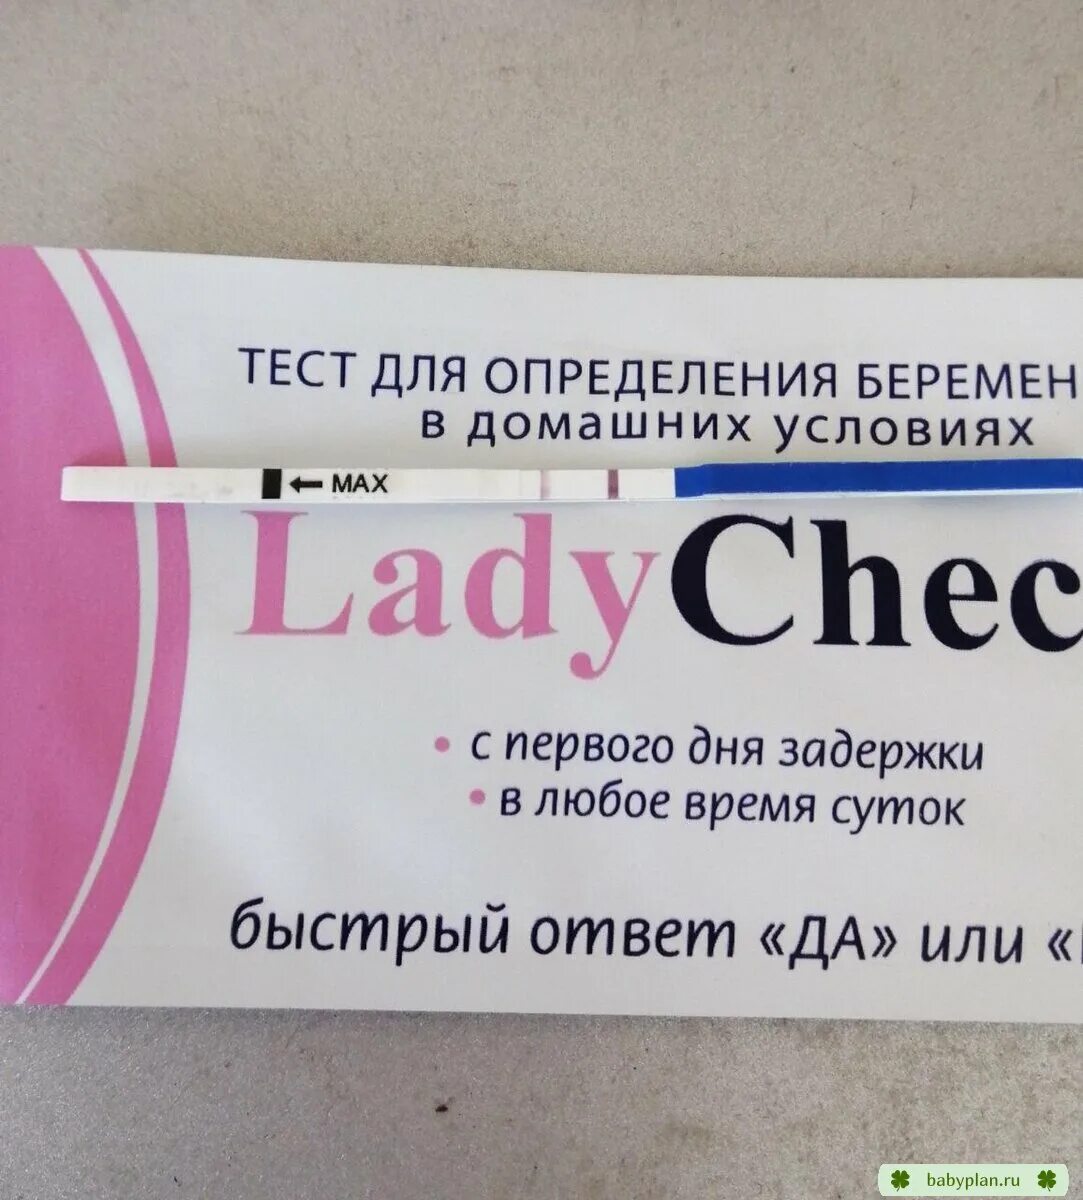 ТЕСТ ДЛЯ ОПРЕДЕЛЕНИЯ БЕРЕМЕН
в домашних условиях
MAX
LadyChec
• с первого дня задержки
• в любое время суток
быстрый ответ «ДА» или «
babyplan.ru